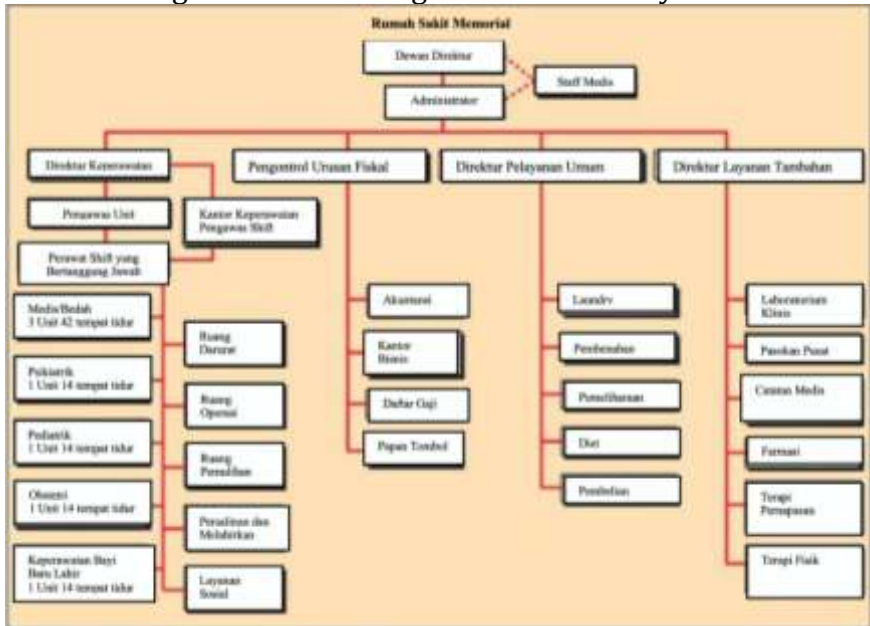 Rumah Sakit Memorial
Dewan Direktur
Staff Medis
Administrator
Direktur Keperawatan
Pengontrol Urusan Fiskal
Direktur Pelayanan Umum
Direktur Layanan Tambahan
Pengawas Unit
Kantor Keperawatan
Pengawas Shift
Perawat Shift yang
Bertanggung Jawab
Medis/Bedah
3 Unit 42 tempat tidur
Psikiatrik
1 Unit 14 tempat tidur
Pediatrik
1 Unit 14 tempat tidur
Obstetri
1 Unit 14 tempat tidur
Keperawatan Bayi
Baru Lahir
1 Unit 14 tempat tidur
Ruang
Darurat
Ruang
Operasi
Ruang
Pemulihan
Persalinan dan
Melahirkan
Layanan
Sosial
Akuntansi
Kantor
Bisnis
Daftar Gaji
Papan Tombol
Laundry
Pembenahan
Pemeliharaan
Diet
Pembelian
Laboratorium
Klinis
Pasokan Pusat
Catatan Medis
Farmasi
Terapi
Pernapasan
Terapi Fisik